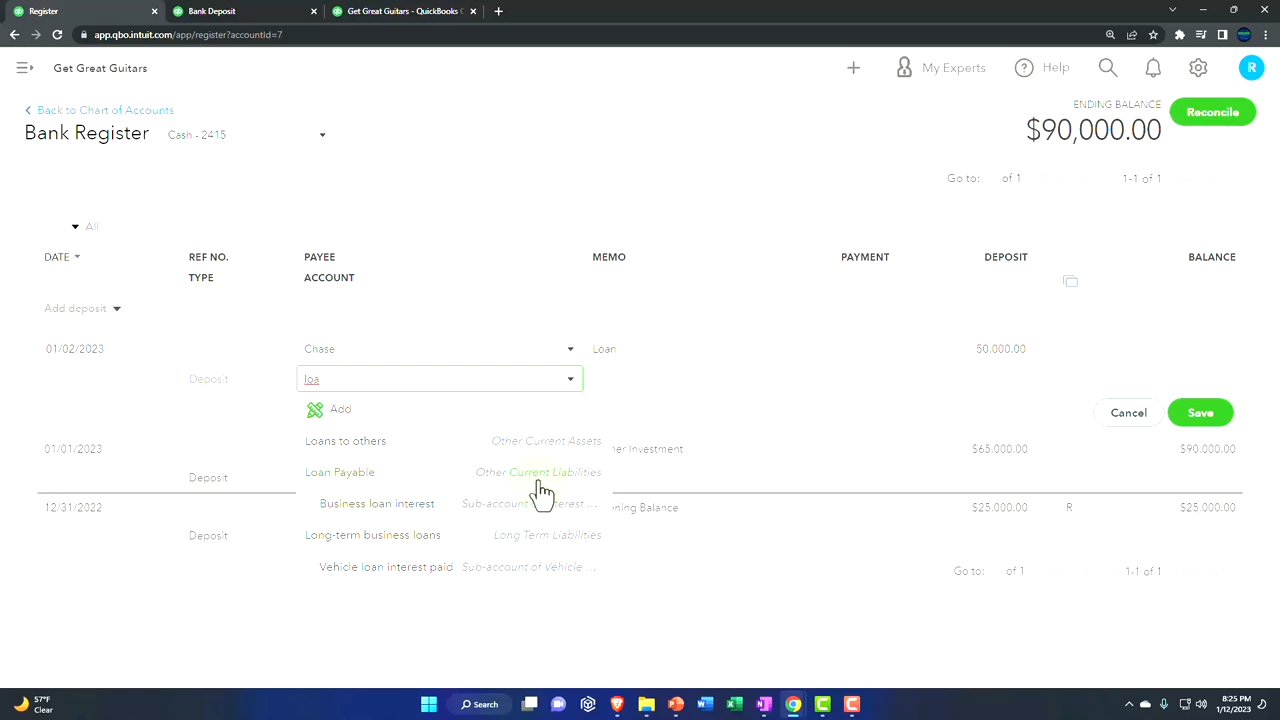 Register
Bank Deposit
Get Great Guitars - QuickBooks O
app.qbo.intuit.com/app/register?accountId=7
Get Great Guitars
My Experts
Help
R
Back to Chart of Accounts
Bank Register
Cash - 2415
ENDING BALANCE
$90,000.00
Reconcile
Go to: of 1 1-1 of 1
All
DATE REF NO. PAYEE MEMO PAYMENT DEPOSIT BALANCE
TYPE ACCOUNT
Add deposit
01/02/2023 Chase Loan 50,000.00
Deposit loa
Add
Cancel Save
Loans to others Other Current Assets
01/01/2023 Investment $65,000.00 $90,000.00
Loan Payable Other Current Liabilities
Deposit
Business loan interest Sub-account ...
12/31/2022 Balance $25,000.00 R $25,000.00
Long-term business loans Long Term Liabilities
Deposit
Vehicle loan interest paid Sub-account of Vehicle ...
Go to: of 1 1-1 of 1
57°F
Clear
Search
8:25 PM
1/12/2023